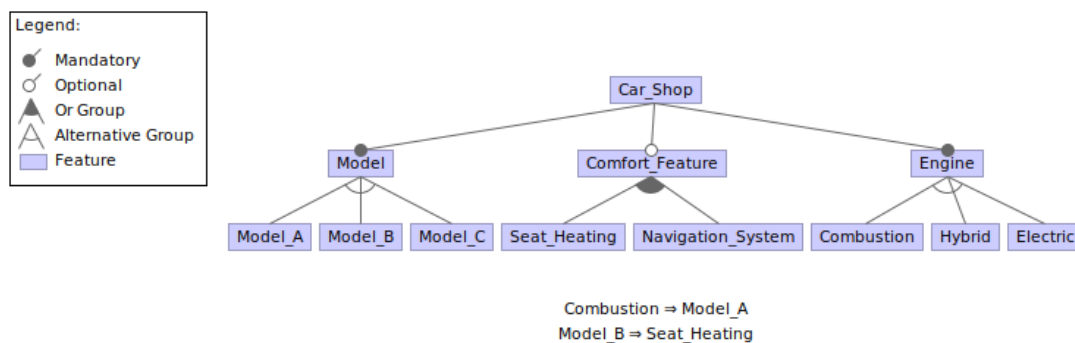 Legend:
Mandatory
Optional
Or Group
Alternative Group
Feature
Car_Shop
Model
Comfort_Feature
Engine
Model_A
Model_B
Model_C
Seat_Heating
Navigation_System
Combustion
Hybrid
Electric
Combustion ⇒ Model_A
Model_B ⇒ Seat_Heating